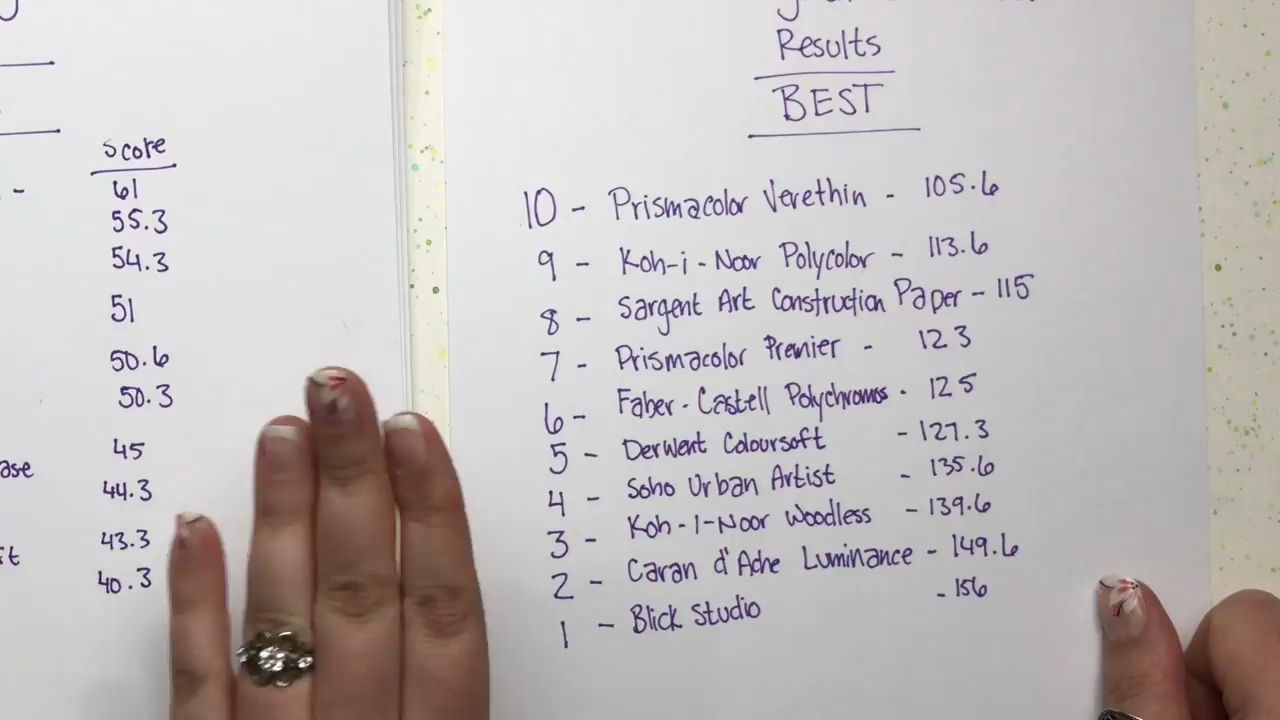 Score
- 61
55.3
54.3
51
50.6
50.3
45
ase 44.3
43.3
40.3
Results
BEST
10 - Prismacolor Verethin - 105.6
9 - Koh-i-Noor Polycolor - 113.6
8 - Sargent Art Construction Paper - 115
7 - Prismacolor Premier - 123
6 - Faber-Castell Polychromos - 125
5 - Derwent Coloursoft - 127.3
4 - Soho Urban Artist - 135.6
3 - Koh-I-Noor Woodless - 139.6
2 - Caran d'Ache Luminance - 149.6
1 - Blick Studio - 156